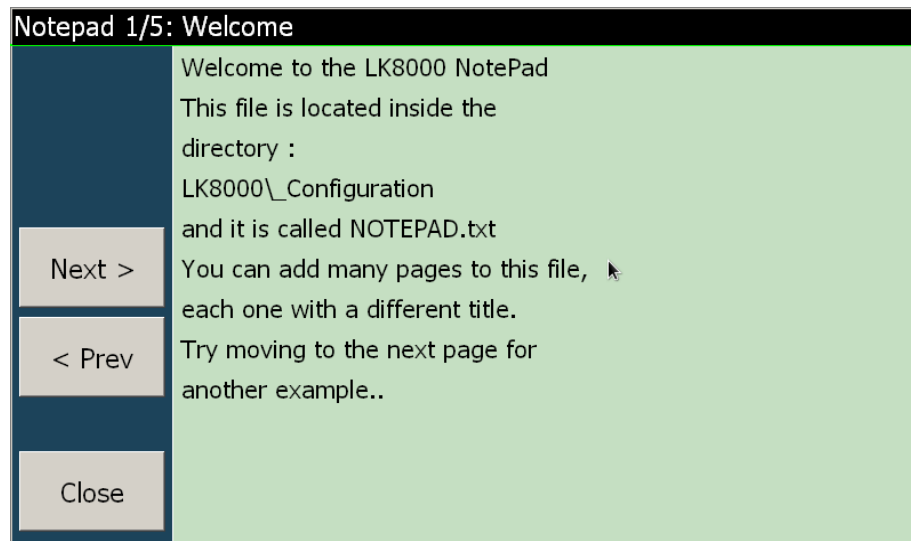 Notepad 1/5: Welcome
Welcome to the LK8000 NotePad
This file is located inside the
directory :
LK8000\_Configuration
and it is called NOTEPAD.txt
You can add many pages to this file,
each one with a different title.
Try moving to the next page for
another example..
Next >
< Prev
Close